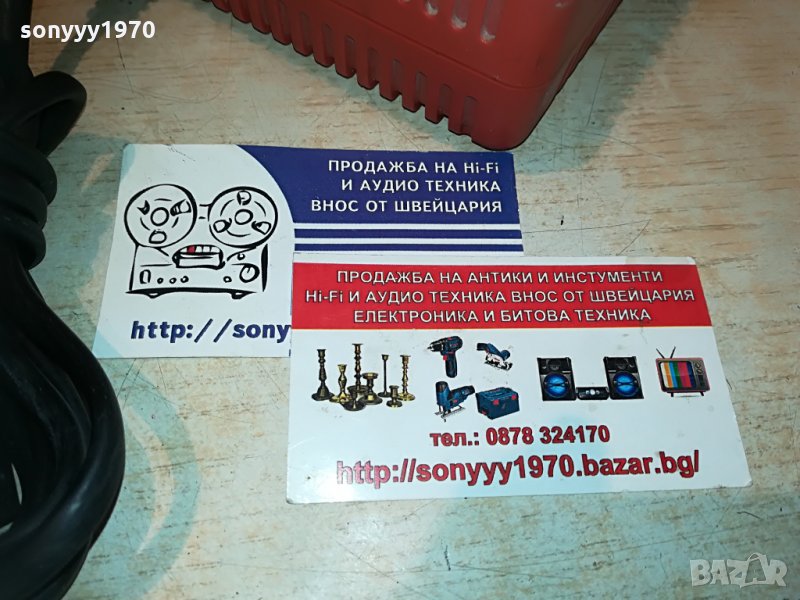 sonyyy1970
ПРОДАЖБА НА Hi-Fi
И АУДИО ТЕХНИКА
ВНОС ОТ ШВЕЙЦАРИЯ
http://sony
ПРОДАЖБА НА АНТИКИ И ИНСТУМЕНТИ
Hi-Fi И АУДИО ТЕХНИКА ВНОС ОТ ШВЕЙЦАРИЯ
ЕЛЕКТРОНИКА И БИТОВА ТЕХНИКА
тел.: 0878 324170
http://sonyyy1970.bazar.bg/
BAZAR